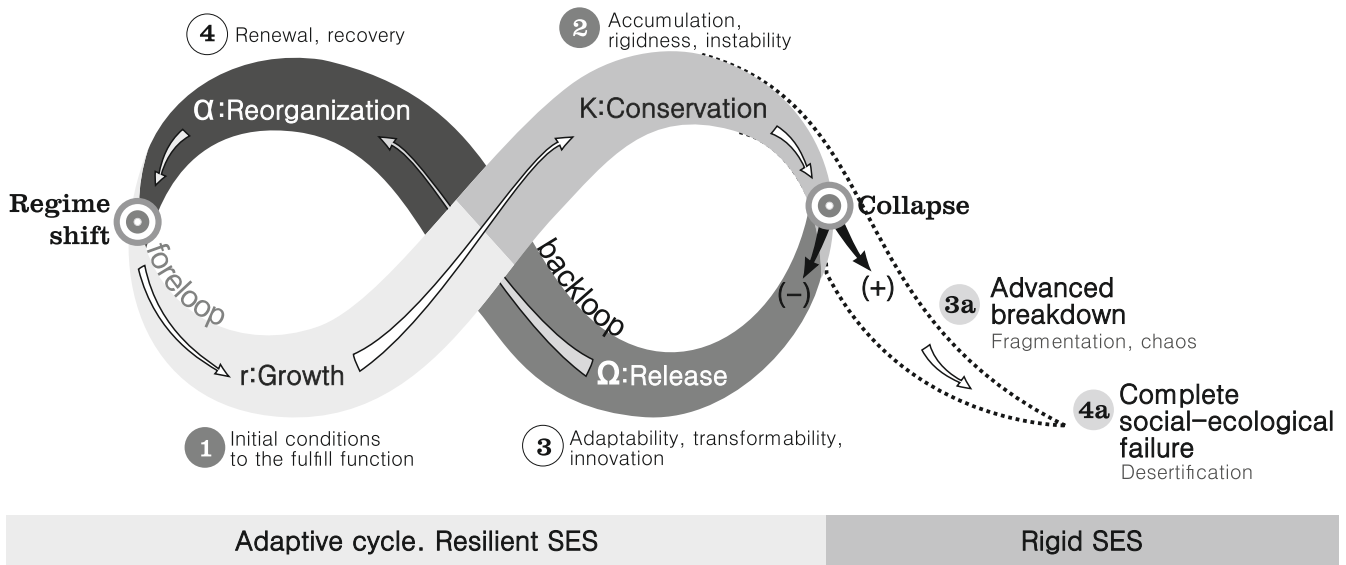 4 Renewal, recovery
2 Accumulation,
rigidness, instability
α:Reorganization
K:Conservation
Regime
shift
Collapse
foreloop
backloop
(−)
(+)
3a Advanced
breakdown
Fragmentation, chaos
r:Growth
Ω:Release
4a Complete
social–ecological
failure
Desertification
1 Initial conditions
to the fulfill function
3 Adaptability, transformability,
innovation
Adaptive cycle. Resilient SES
Rigid SES